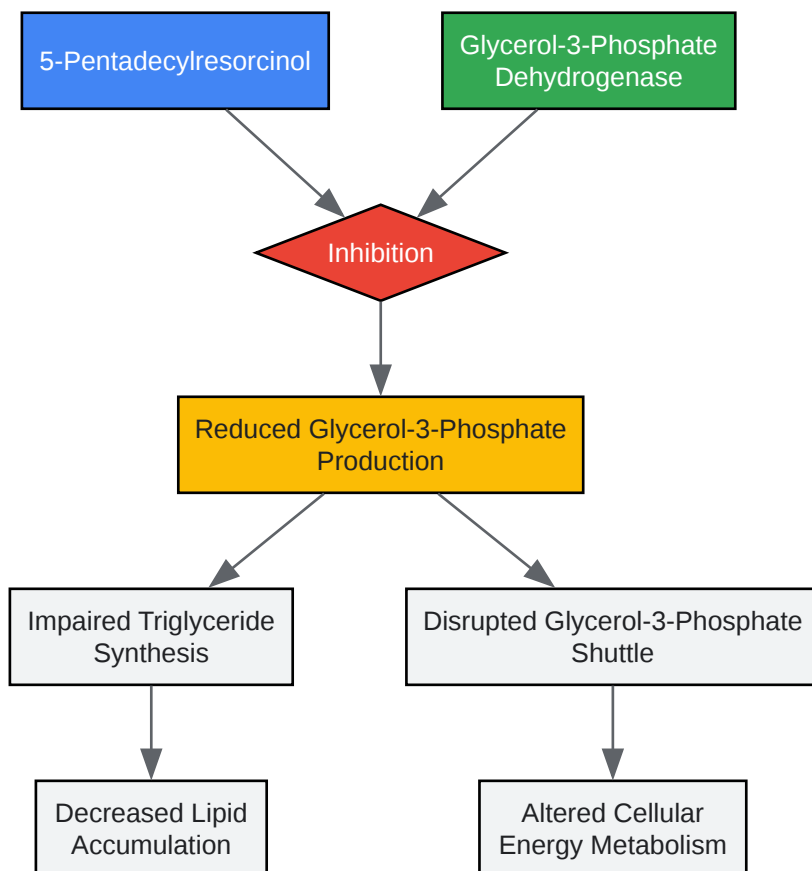 5-Pentadecylresorcinol
Glycerol-3-Phosphate
Dehydrogenase
Inhibition
Reduced Glycerol-3-Phosphate
Production
Impaired Triglyceride
Synthesis
Disrupted Glycerol-3-Phosphate
Shuttle
Decreased Lipid
Accumulation
Altered Cellular
Energy Metabolism